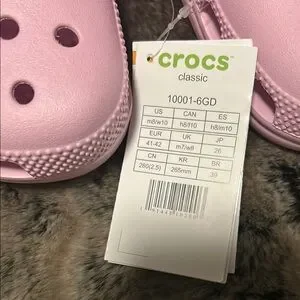 crocs™
classic
10001-6GD
US CAN ES
m8/w10 h8/f10 h8/m10
EUR UK JP
41-42 m7/w8 26
CN KR BR
260(2.5) 265mm 39